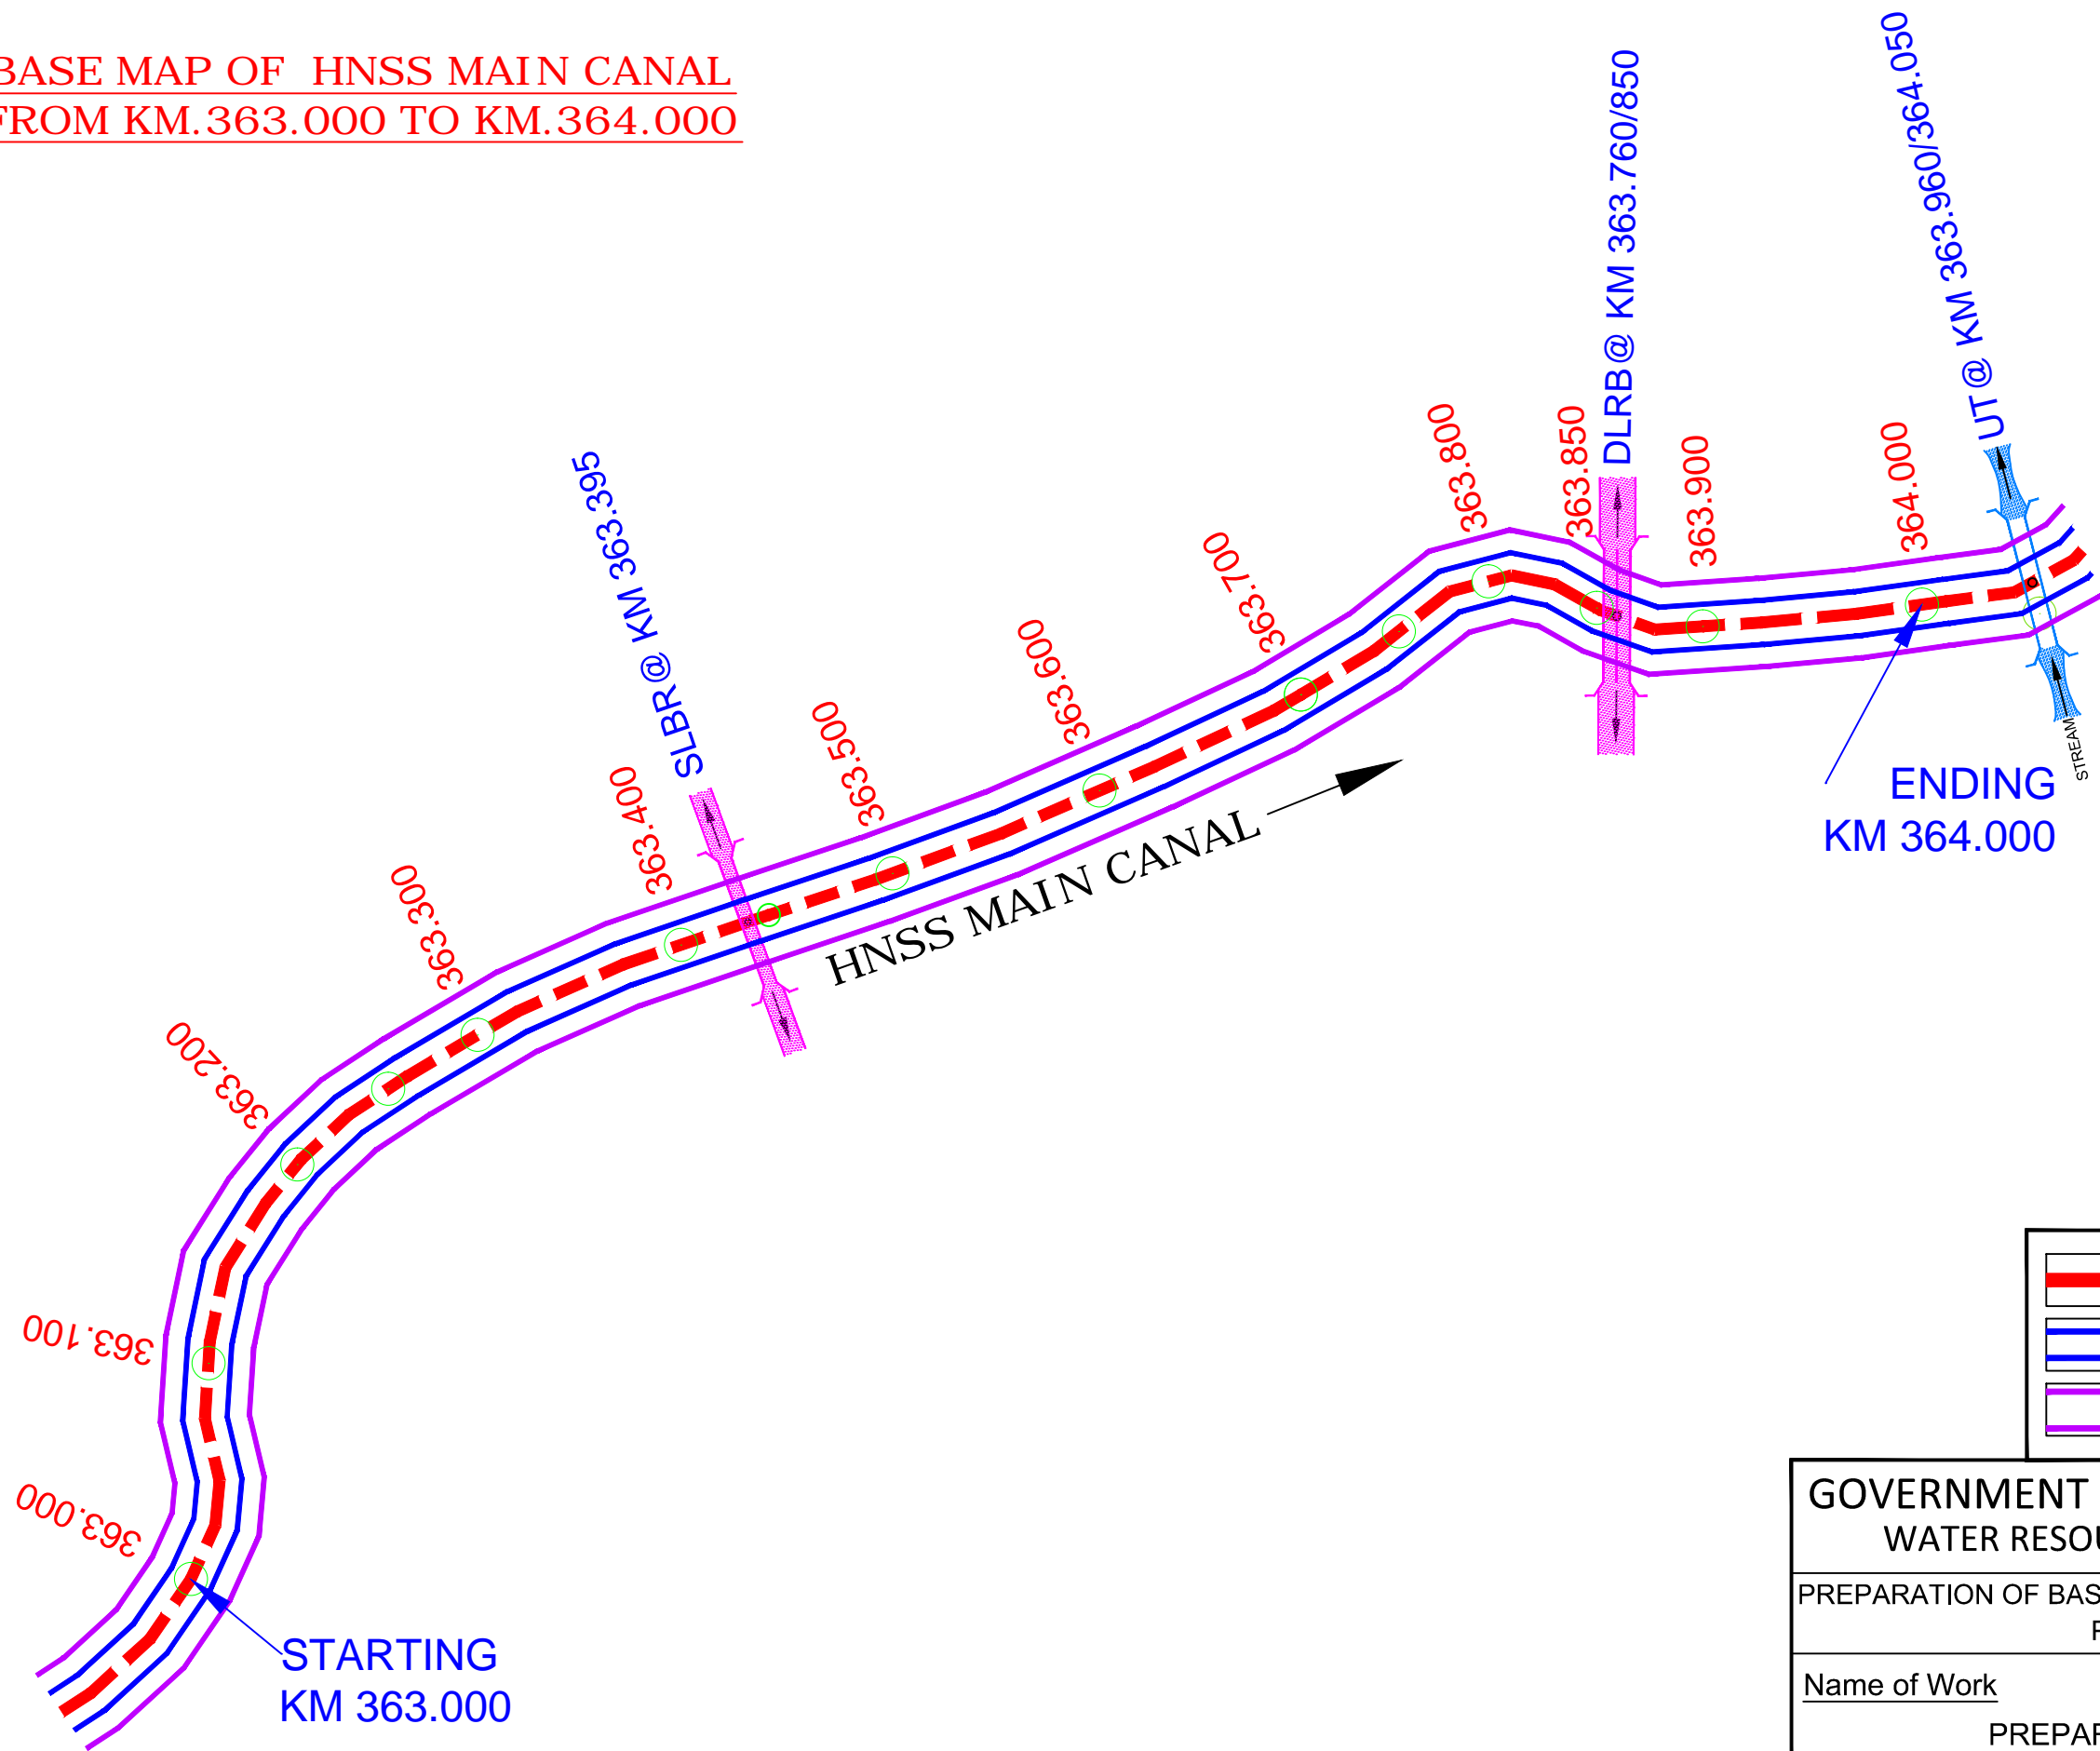 BASE MAP OF HNSS MAIN CANAL
FROM KM.363.000 TO KM.364.000
UT@ KM 363.960/364.050
DLRB@ KM 363.760/850
SLBR@ KM 363.395
363.800
363.850
363.900
364.000
363.700
363.600
363.500
363.400
363.300
363.200
363.100
363.000
STREAM
HNSS MAIN CANAL
ENDING
KM 364.000
STARTING
KM 363.000
GOVERNMENT
WATER RESOU
PREPARATION OF BAS
Name of Work
PREPAR